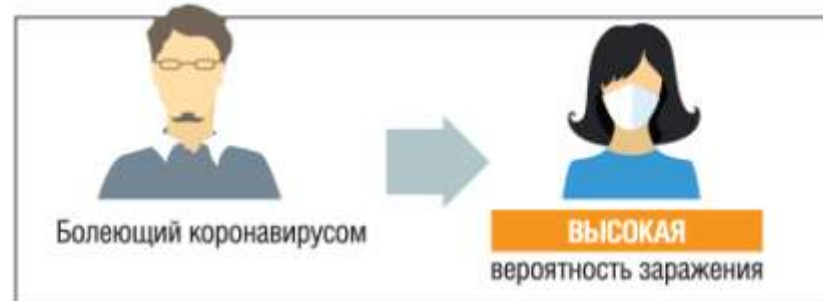 Болеющий коронавирусом
ВЫСОКАЯ
вероятность заражения